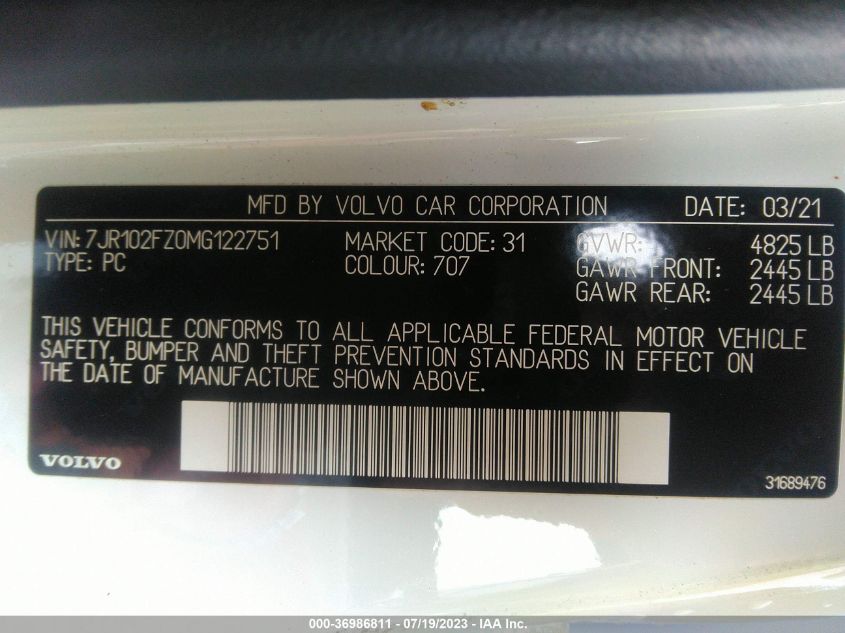 MFD BY VOLVO CAR CORPORATION DATE: 03/21
VIN: 7JR102FZ0MG122751 MARKET CODE: 31 GVWR: 4825 LB
TYPE: PC COLOUR: 707 GAWR FRONT: 2445 LB
GAWR REAR: 2445 LB
THIS VEHICLE CONFORMS TO ALL APPLICABLE FEDERAL MOTOR VEHICLE
SAFETY, BUMPER AND THEFT PREVENTION STANDARDS IN EFFECT ON
THE DATE OF MANUFACTURE SHOWN ABOVE.
VOLVO 31689476
000-36986811 - 07/19/2023 - IAA Inc.